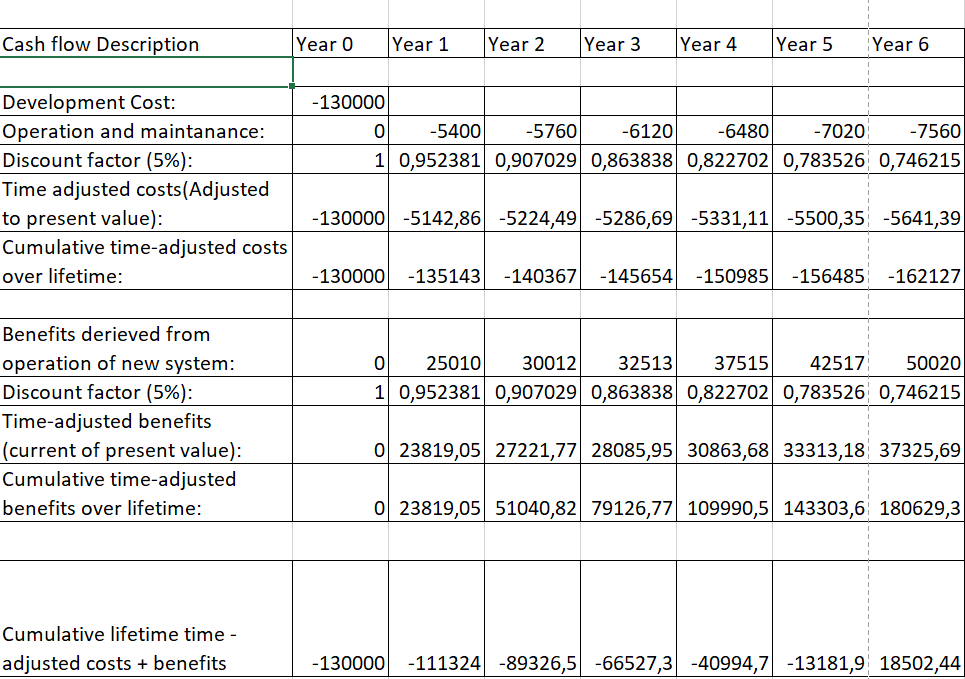 Cash flow Description Year 0 Year 1 Year 2 Year 3 Year 4 Year 5 Year 6
Development Cost: -130000
Operation and maintanance: 0 -5400 -5760 -6120 -6480 -7020 -7560
Discount factor (5%): 1 0,952381 0,907029 0,863838 0,822702 0,783526 0,746215
Time adjusted costs(Adjusted
to present value): -130000 -5142,86 -5224,49 -5286,69 -5331,11 -5500,35 -5641,39
Cumulative time-adjusted costs
over lifetime: -130000 -135143 -140367 -145654 -150985 -156485 -162127
Benefits derieved from
operation of new system: 0 25010 30012 32513 37515 42517 50020
Discount factor (5%): 1 0,952381 0,907029 0,863838 0,822702 0,783526 0,746215
Time-adjusted benefits
(current of present value): 0 23819,05 27221,77 28085,95 30863,68 33313,18 37325,69
Cumulative time-adjusted
benefits over lifetime: 0 23819,05 51040,82 79126,77 109990,5 143303,6 180629,3
Cumulative lifetime time -
adjusted costs + benefits -130000 -111324 -89326,5 -66527,3 -40994,7 -13181,9 18502,44